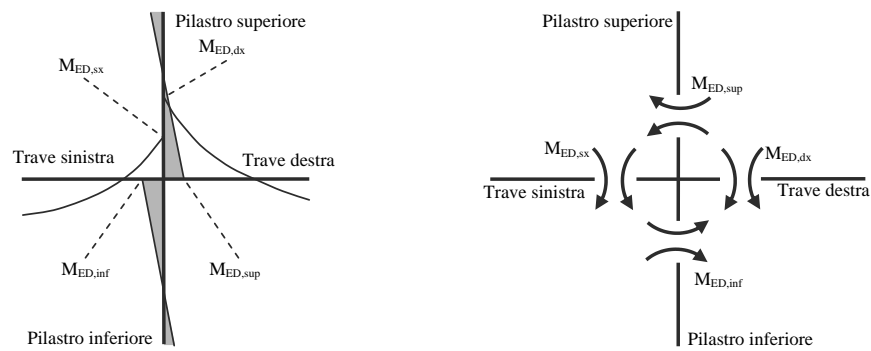 Pilastro superiore
M_ED,dx
M_ED,sx
Trave sinistra
Trave destra
M_ED,inf
M_ED,sup
Pilastro inferiore
Pilastro superiore
M_ED,sup
M_ED,sx
M_ED,dx
Trave sinistra
Trave destra
M_ED,inf
Pilastro inferiore